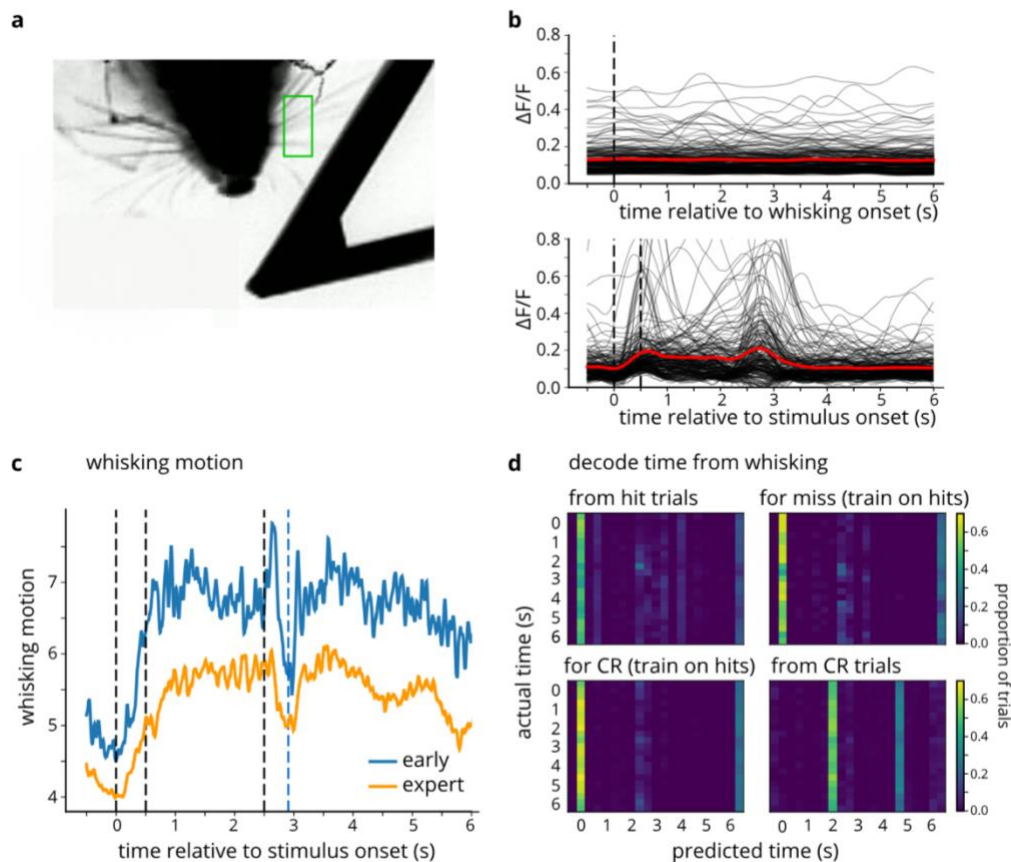 a
b
0.8
0.6
ΔF/F
0.4
0.2
0.0
0 1 2 3 4 5 6
time relative to whisking onset (s)
0.8
0.6
ΔF/F
0.4
0.2
0.0
0 1 2 3 4 5 6
time relative to stimulus onset (s)
c whisking motion
7
6
5
4
whisking motion
early
expert
0 1 2 3 4 5 6
time relative to stimulus onset (s)
d decode time from whisking
from hit trials
for miss (train on hits)
0
1
2
3
4
5
6
0.6
0.4
0.2
0.0
for CR (train on hits)
from CR trials
0
1
2
3
4
5
6
0.6
0.4
0.2
0.0
actual time (s)
proportion of trials
0 1 2 3 4 5 6
0 1 2 3 4 5 6
predicted time (s)